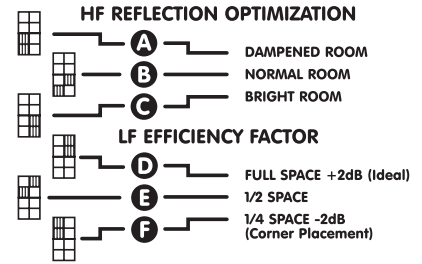 HF REFLECTION OPTIMIZATION
A
DAMPENED ROOM
B
NORMAL ROOM
C
BRIGHT ROOM
LF EFFICIENCY FACTOR
D
FULL SPACE +2dB (Ideal)
E
1/2 SPACE
F
1/4 SPACE -2dB
(Corner Placement)